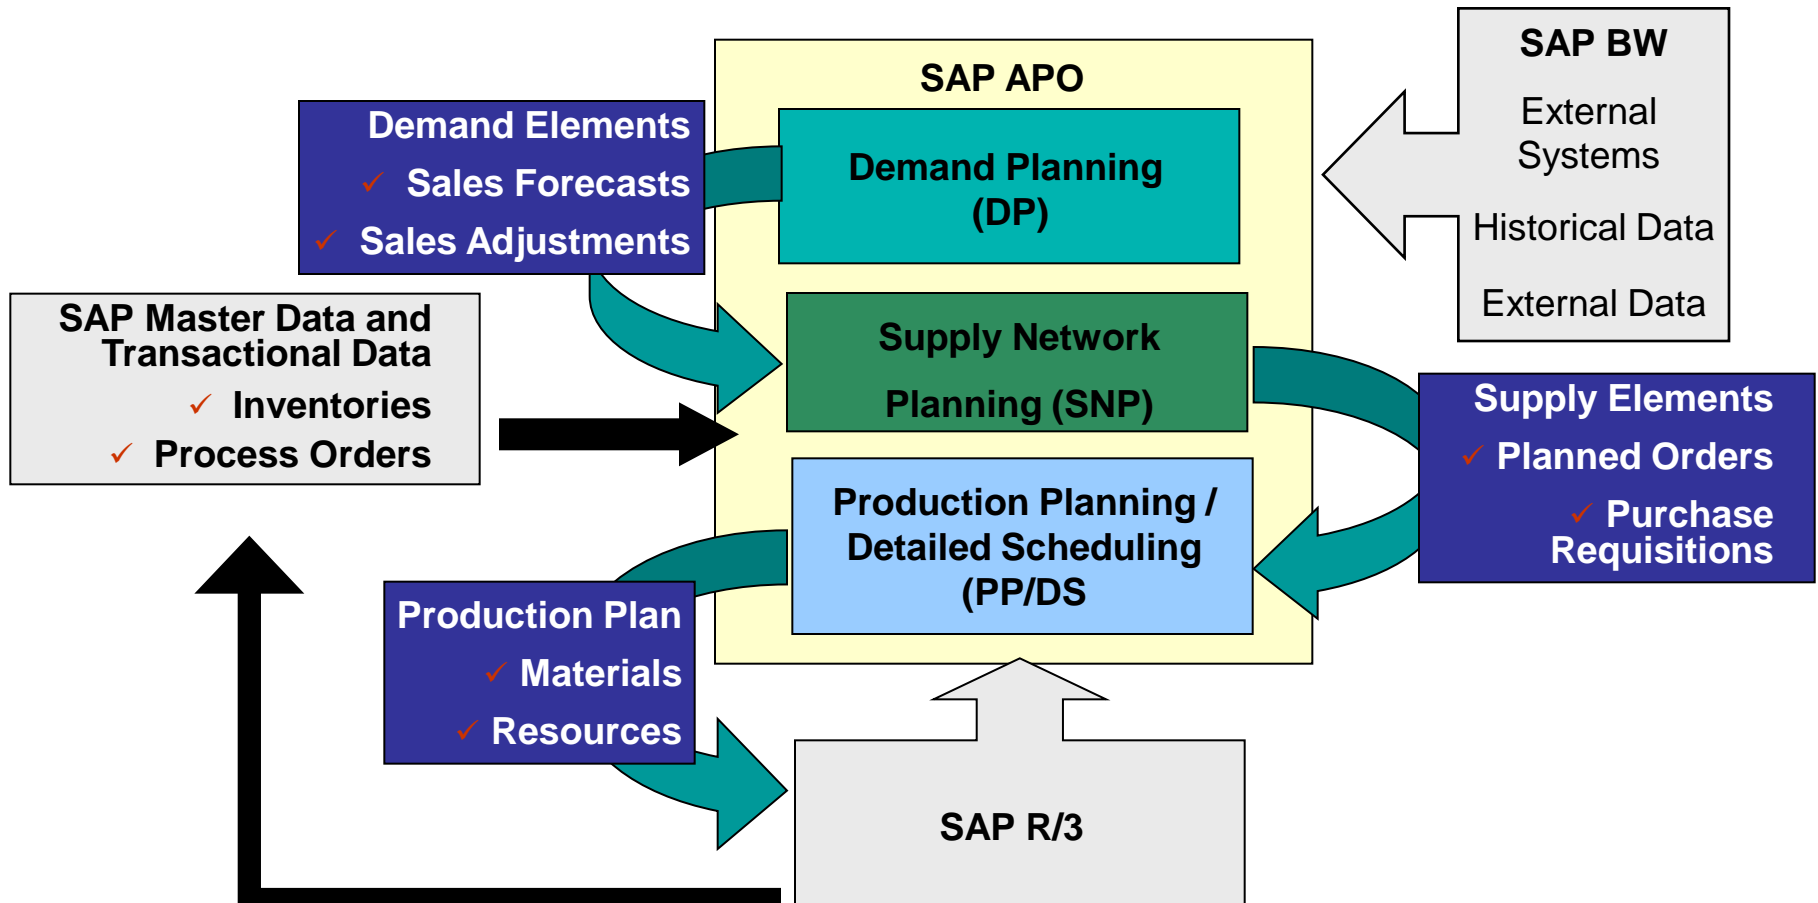 SAP BW
External
Systems
Historical Data
External Data
SAP APO
Demand Planning
(DP)
Demand Elements
✓ Sales Forecasts
✓ Sales Adjustments
SAP Master Data and
Transactional Data
✓ Inventories
✓ Process Orders
Supply Network
Planning (SNP)
Supply Elements
✓ Planned Orders
✓ Purchase
Requisitions
Production Planning /
Detailed Scheduling
(PP/DS
Production Plan
✓ Materials
✓ Resources
SAP R/3